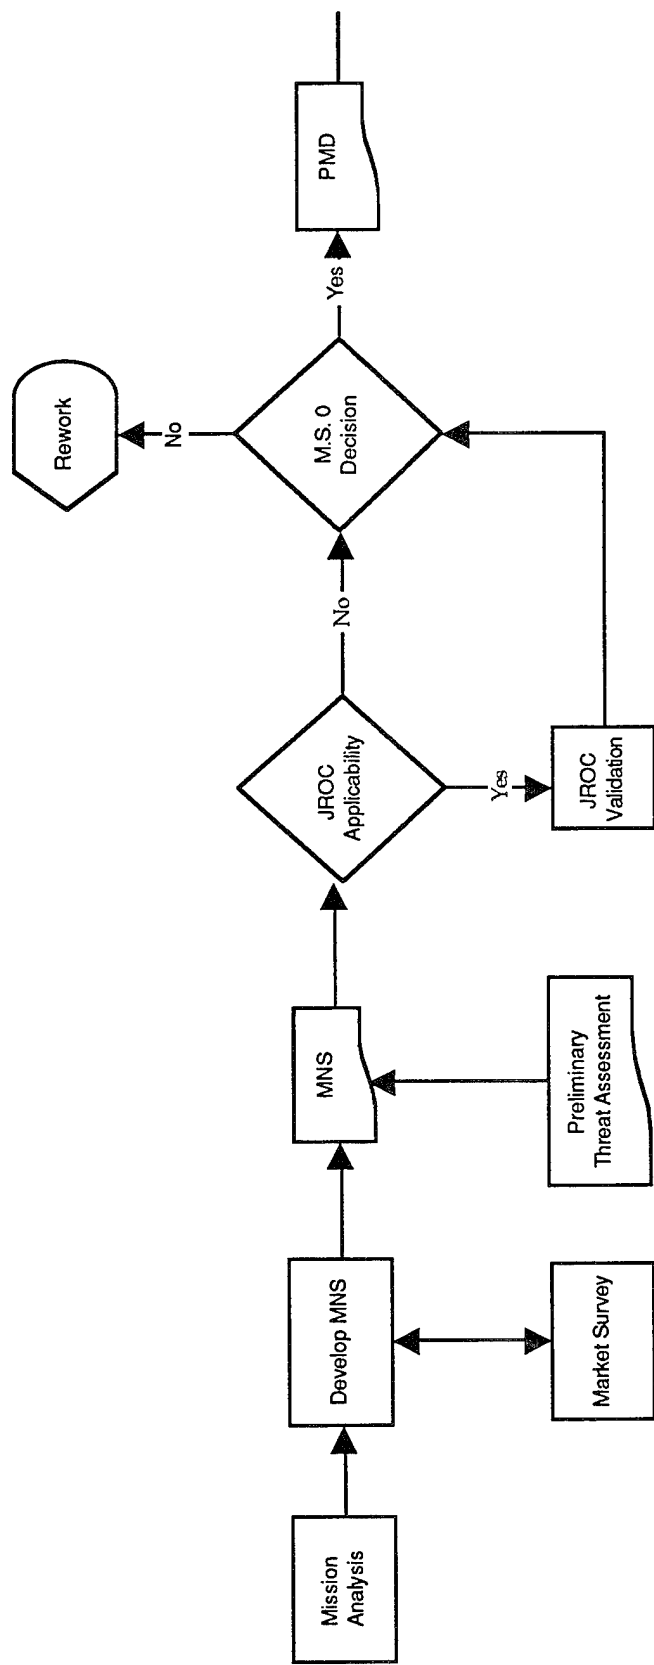 Mission
Analysis
Develop MNS
Market Survey
MNS
Preliminary
Threat Assessment
JROC
Applicability
Yes
JROC
Validation
No
M.S. 0
Decision
No
Rework
Yes
PMD